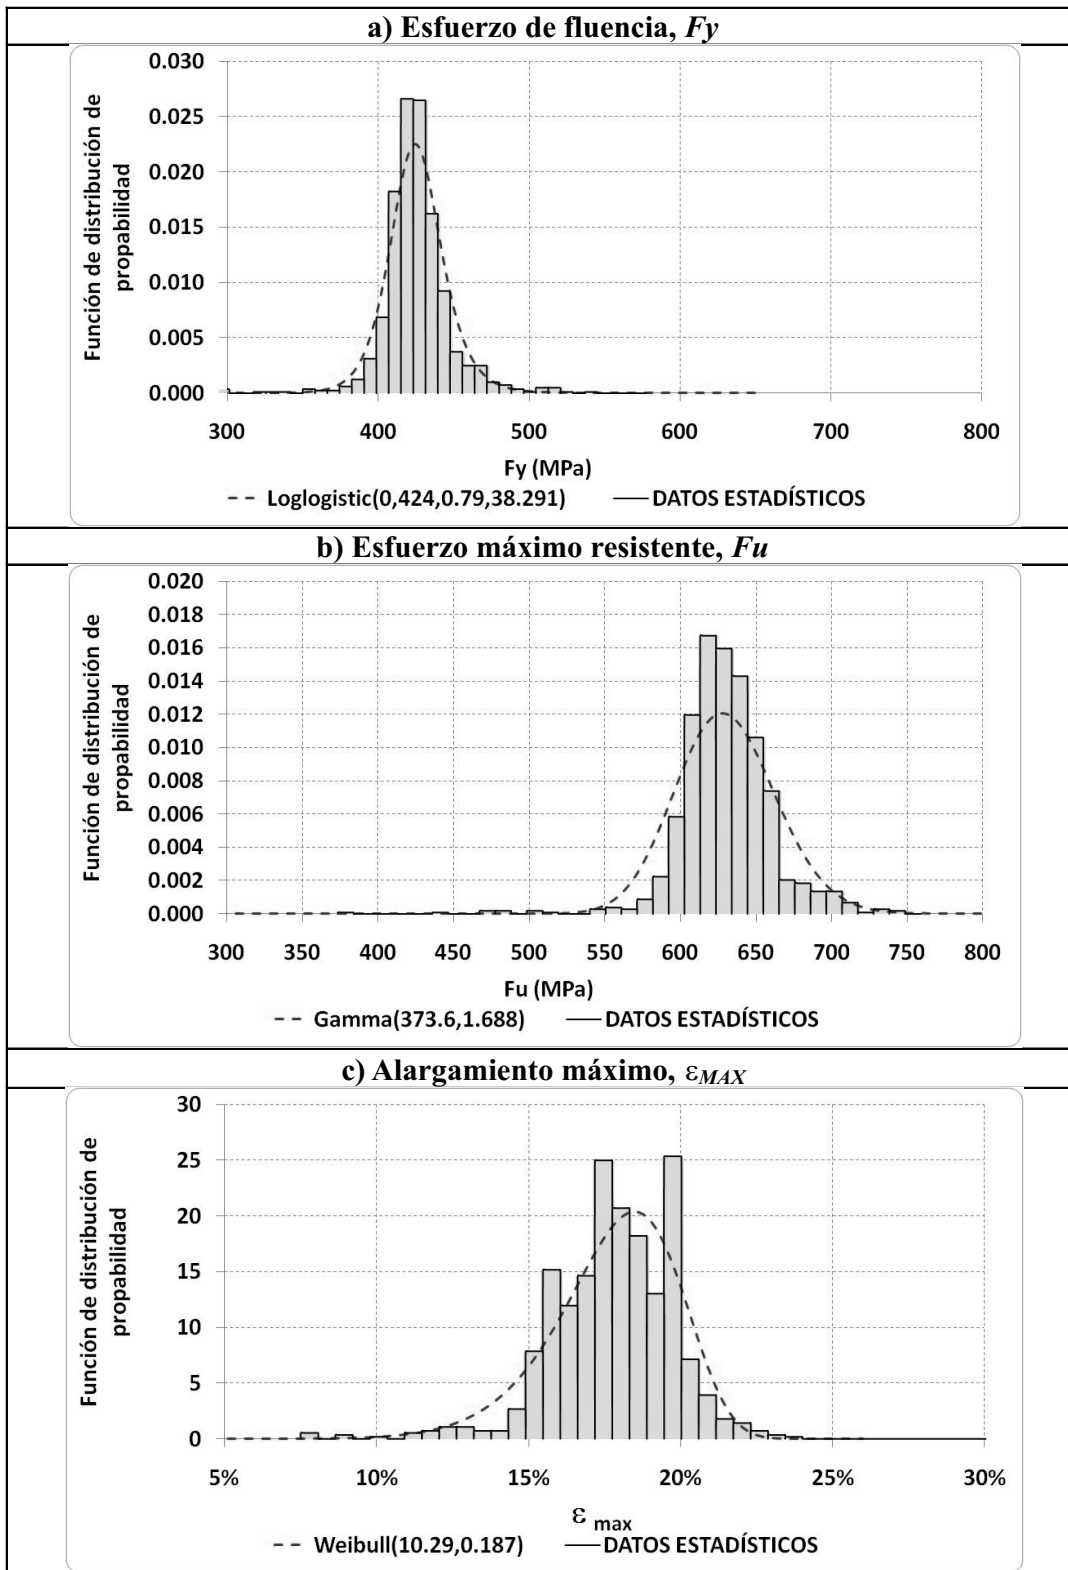 a) Esfuerzo de fluencia, Fy
Función de distribución de
propabilidad
0.030
0.025
0.020
0.015
0.010
0.005
0.000
300 400 500 600 700 800
Fy (MPa)
Loglogistic(0,424,0.79,38.291) DATOS ESTADÍSTICOS
b) Esfuerzo máximo resistente, Fu
Función de distribución de
propabilidad
0.020
0.018
0.016
0.014
0.012
0.010
0.008
0.006
0.004
0.002
0.000
300 350 400 450 500 550 600 650 700 750 800
Fu (MPa)
Gamma(373.6,1.688) DATOS ESTADÍSTICOS
c) Alargamiento máximo, εMAX
Función de distribución de
propabilidad
30
25
20
15
10
5
0
5% 10% 15% 20% 25% 30%
ε max
Weibull(10.29,0.187) DATOS ESTADÍSTICOS